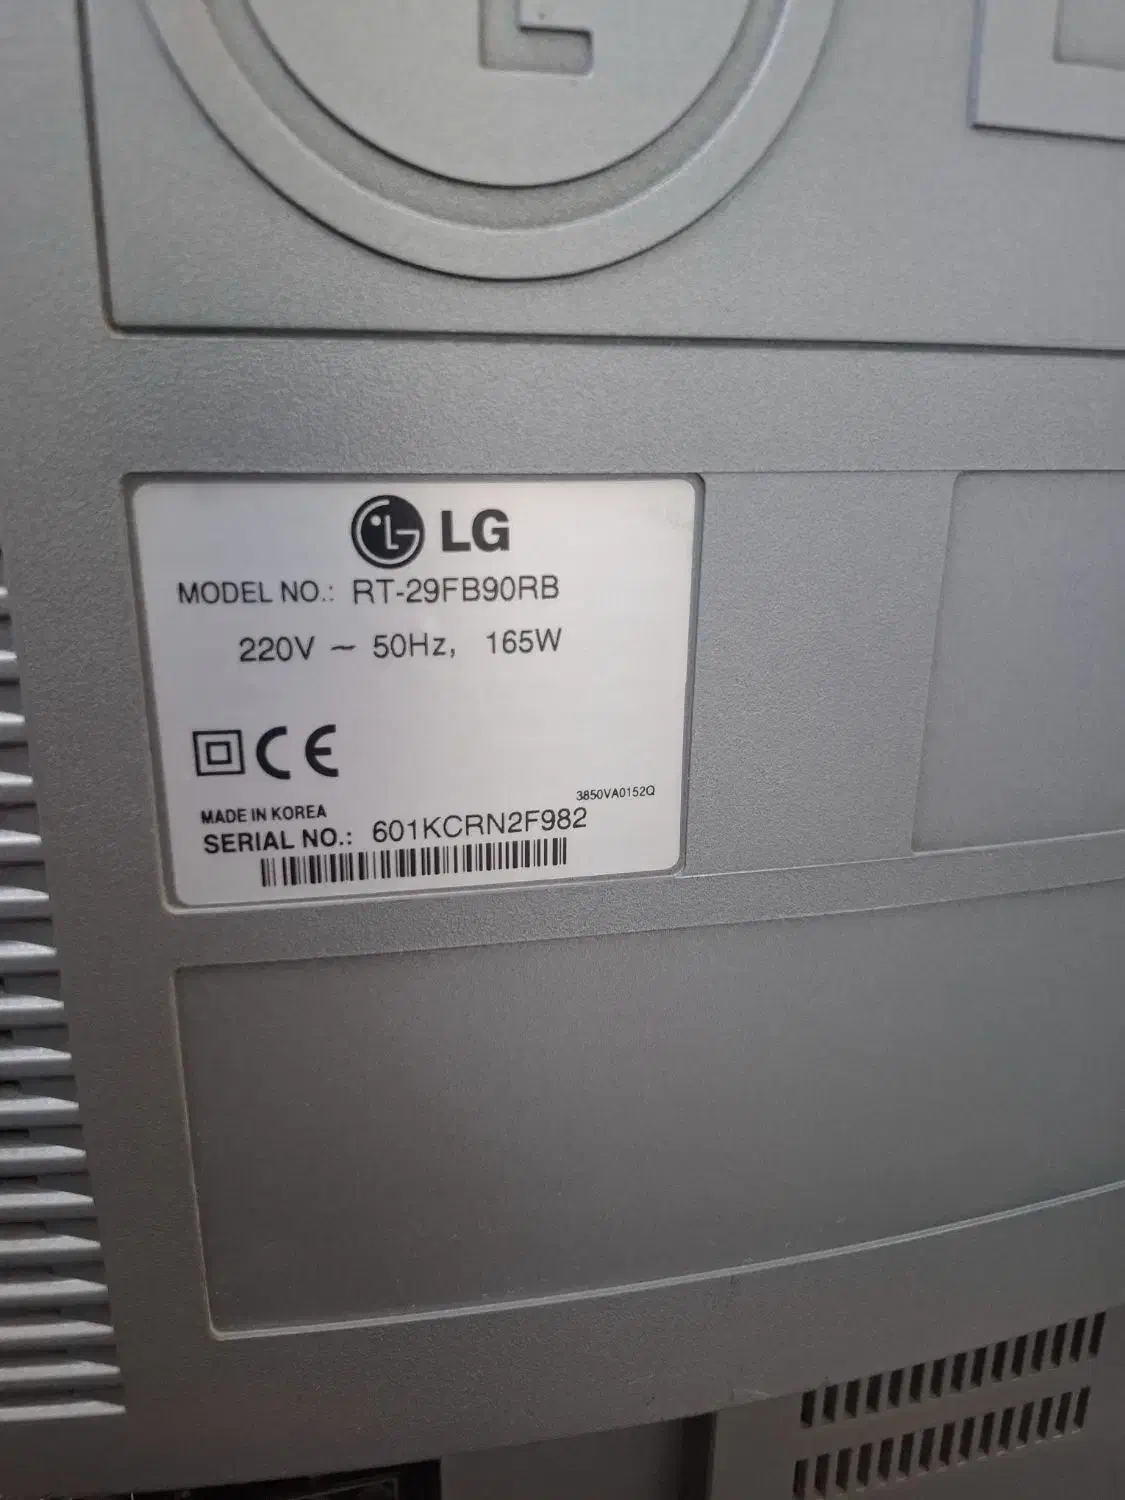 LG
MODEL NO.: RT-29FB90RB
220V ~ 50Hz, 165W
CE
3850VA0152Q
MADE IN KOREA
SERIAL NO.: 601KCRN2F982